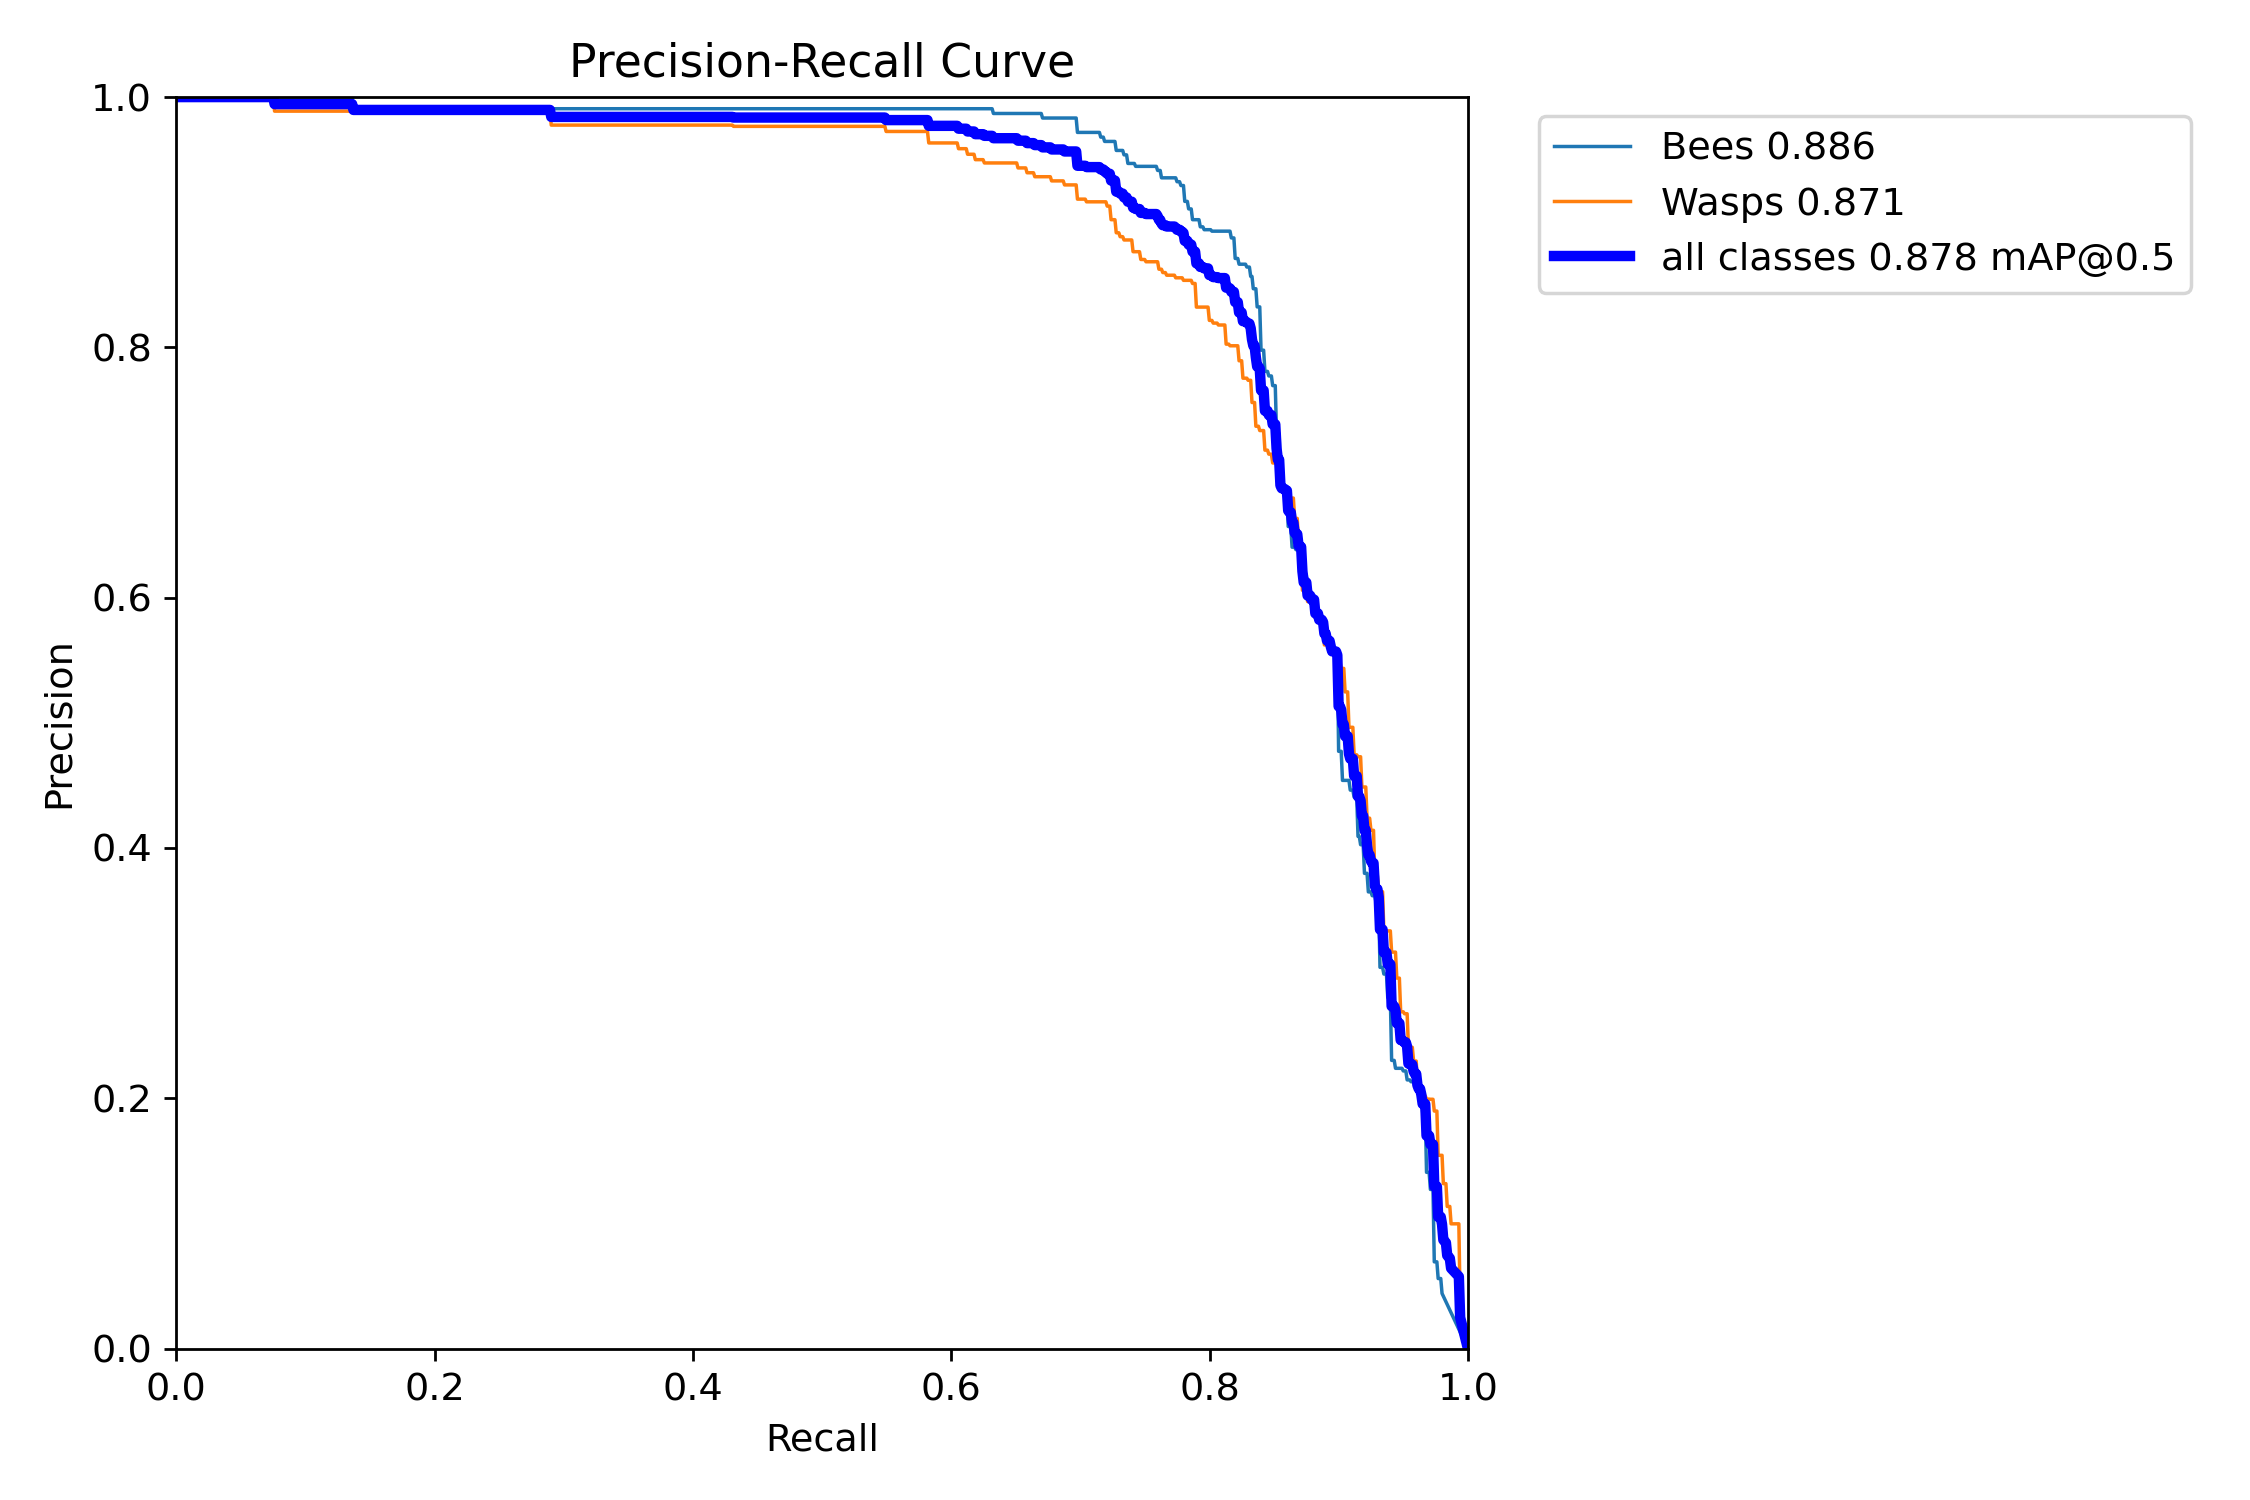 Precision-Recall Curve
1.0
0.8
0.6
0.4
0.2
0.0
Precision
0.0 0.2 0.4 0.6 0.8 1.0
Recall
Bees 0.886
Wasps 0.871
all classes 0.878 mAP@0.5